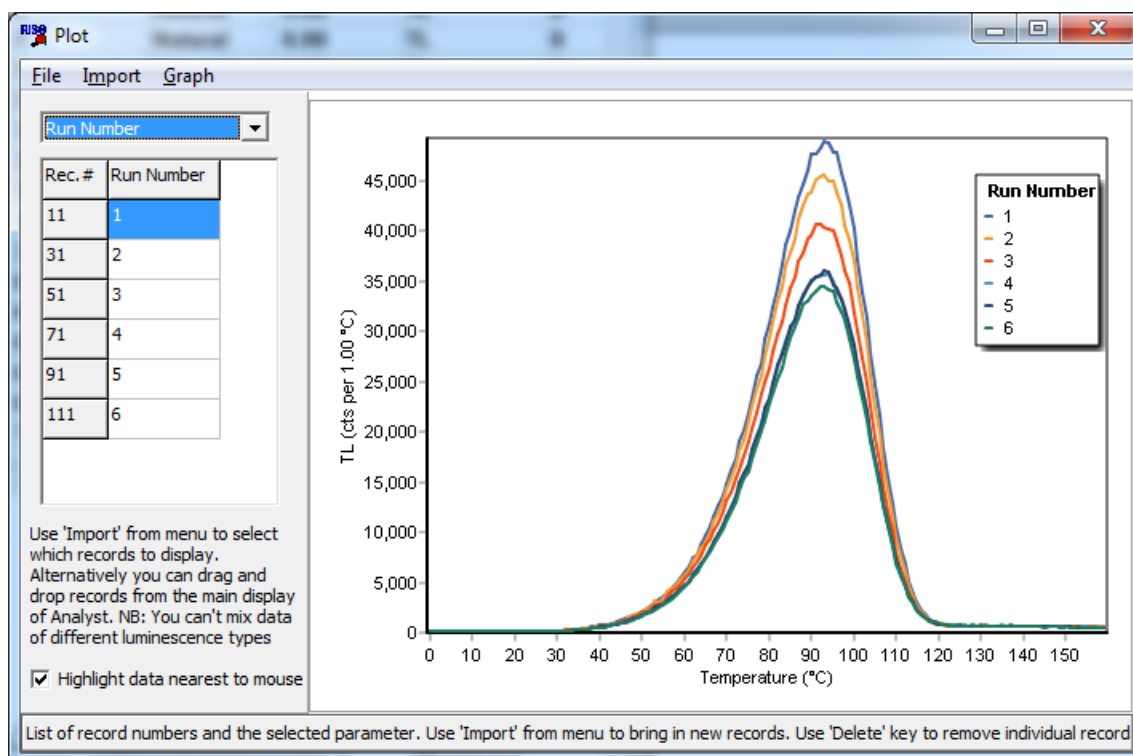 Natural 0.00 TL 0
RISØ Plot
File Import Graph
Run Number
Rec. # Run Number
11 1
31 2
51 3
71 4
91 5
111 6
Use 'Import' from menu to select
which records to display.
Alternatively you can drag and
drop records from the main display
of Analyst. NB: You can't mix data
of different luminescence types
Highlight data nearest to mouse
TL (cts per 1.00 °C)
45,000
40,000
35,000
30,000
25,000
20,000
15,000
10,000
5,000
0
0 10 20 30 40 50 60 70 80 90 100 110 120 130 140 150
Temperature (°C)
Run Number
1
2
3
4
5
6
List of record numbers and the selected parameter. Use 'Import' from menu to bring in new records. Use 'Delete' key to remove individual record